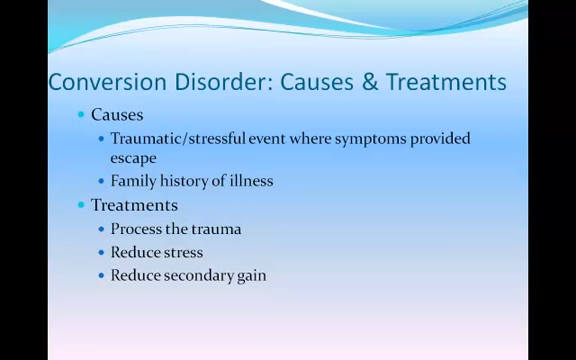 Conversion Disorder: Causes & Treatments
Causes
Traumatic/stressful event where symptoms provided
escape
Family history of illness
Treatments
Process the trauma
Reduce stress
Reduce secondary gain